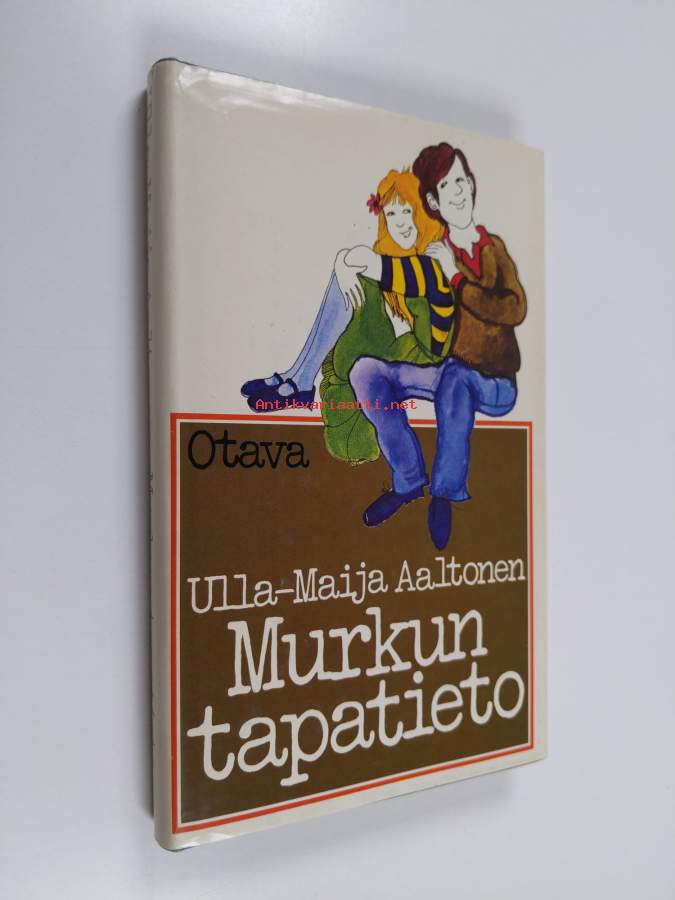 Antikvariaatti.net
Otava
Ulla-Maija Aaltonen
Murkun
tapatieto